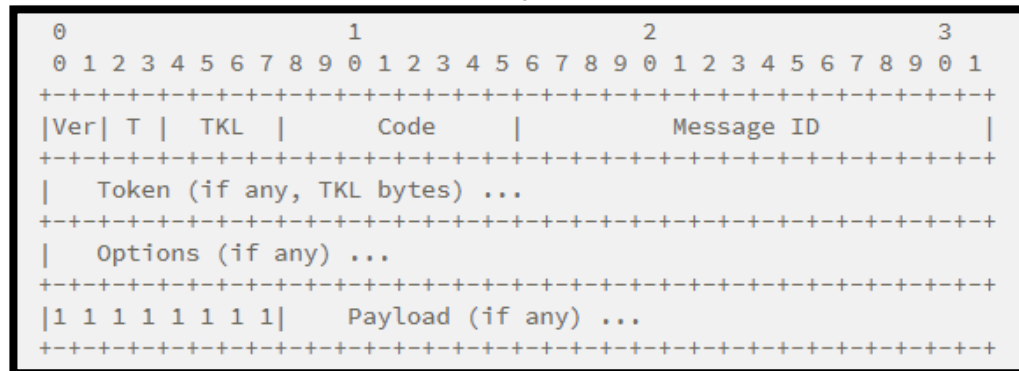 0                   1                   2                   3
0 1 2 3 4 5 6 7 8 9 0 1 2 3 4 5 6 7 8 9 0 1 2 3 4 5 6 7 8 9 0 1
+-+-+-+-+-+-+-+-+-+-+-+-+-+-+-+-+-+-+-+-+-+-+-+-+-+-+-+-+-+-+-+-+
|Ver| T |  TKL  |      Code     |          Message ID           |
+-+-+-+-+-+-+-+-+-+-+-+-+-+-+-+-+-+-+-+-+-+-+-+-+-+-+-+-+-+-+-+-+
|   Token (if any, TKL bytes) ...
+-+-+-+-+-+-+-+-+-+-+-+-+-+-+-+-+-+-+-+-+-+-+-+-+-+-+-+-+-+-+-+-+
|   Options (if any) ...
+-+-+-+-+-+-+-+-+-+-+-+-+-+-+-+-+-+-+-+-+-+-+-+-+-+-+-+-+-+-+-+-+
|1 1 1 1 1 1 1 1|    Payload (if any) ...
+-+-+-+-+-+-+-+-+-+-+-+-+-+-+-+-+-+-+-+-+-+-+-+-+-+-+-+-+-+-+-+-+